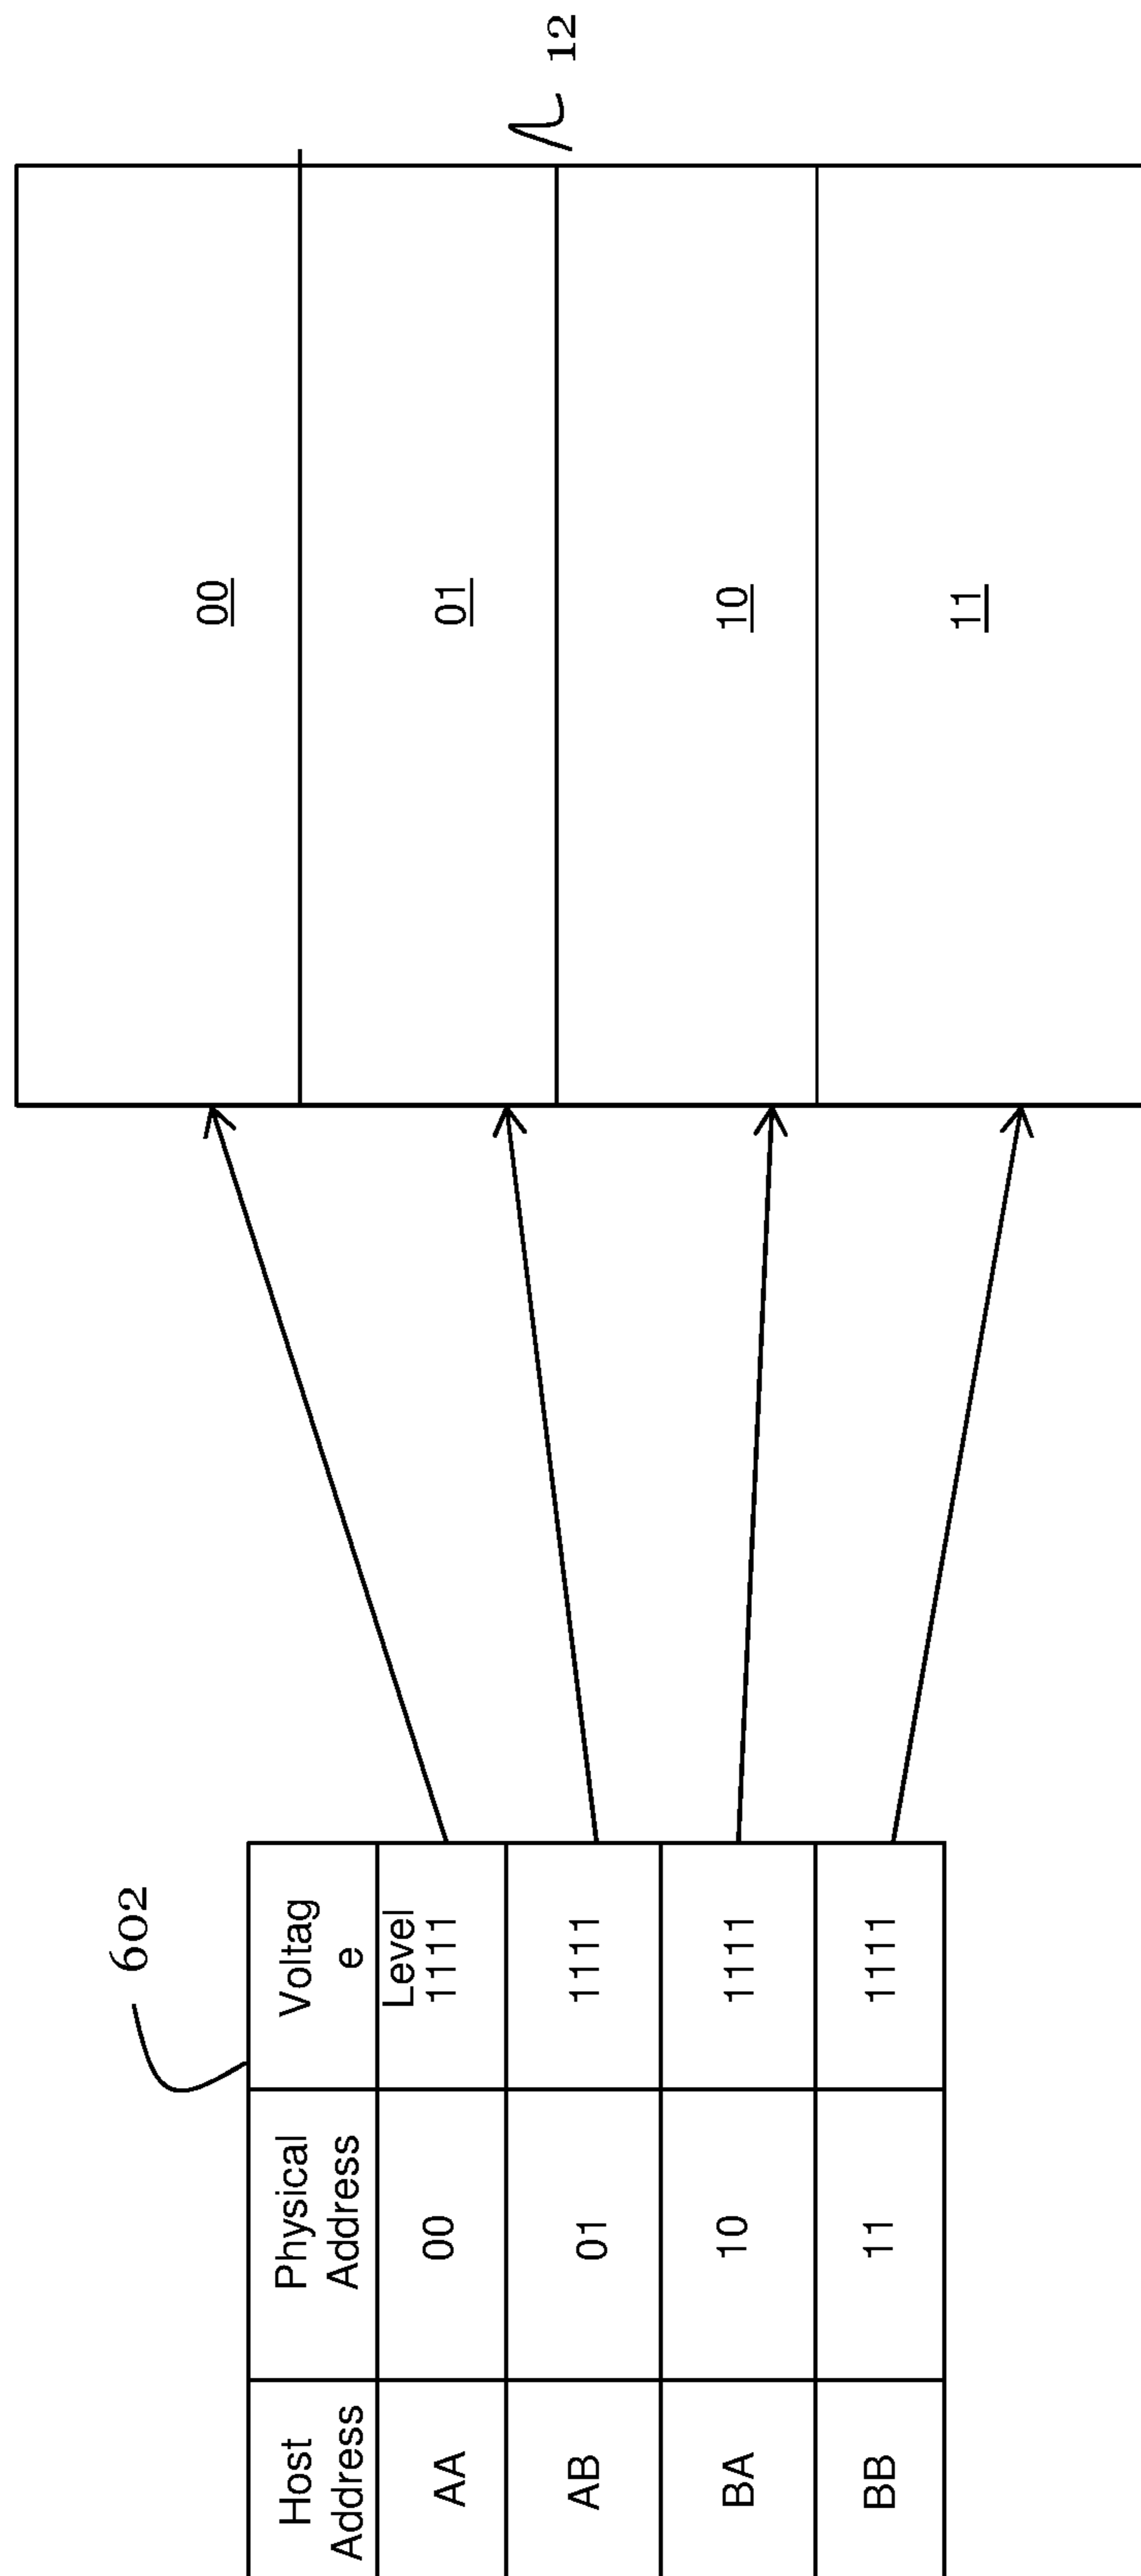 602
Host Physical Voltag
Address Address e
Level
AA 00 1111
AB 01 1111
BA 10 1111
BB 11 1111
00
01
10
11
12